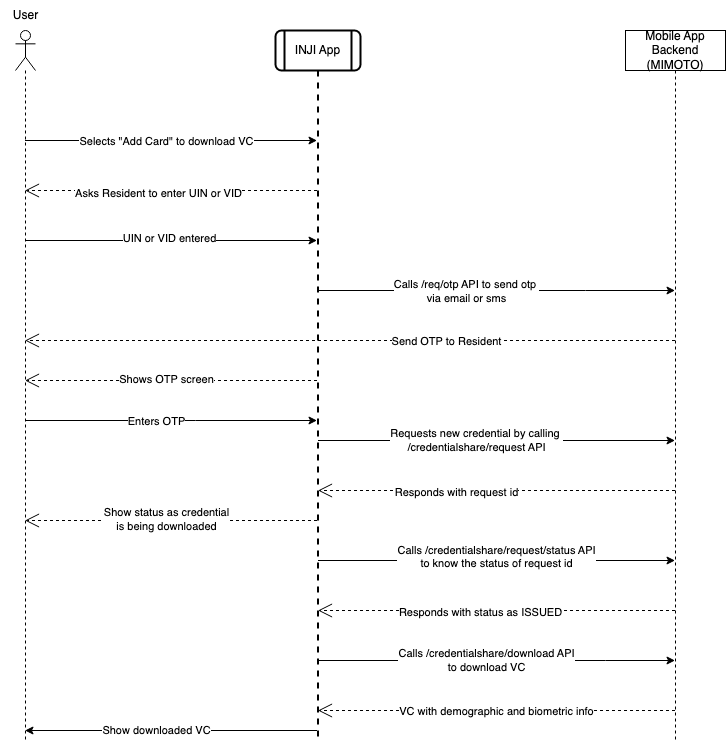 User
INJI App
Mobile App
Backend
(MIMOTO)
Selects "Add Card" to download VC
Asks Resident to enter UIN or VID
UIN or VID entered
Calls /req/otp API to send otp
via email or sms
Send OTP to Resident
Shows OTP screen
Enters OTP
Requests new credential by calling
/credentialshare/request API
Responds with request id
Show status as credential
is being downloaded
Calls /credentialshare/request/status API
to know the status of request id
Responds with status as ISSUED
Calls /credentialshare/download API
to download VC
VC with demographic and biometric info
Show downloaded VC